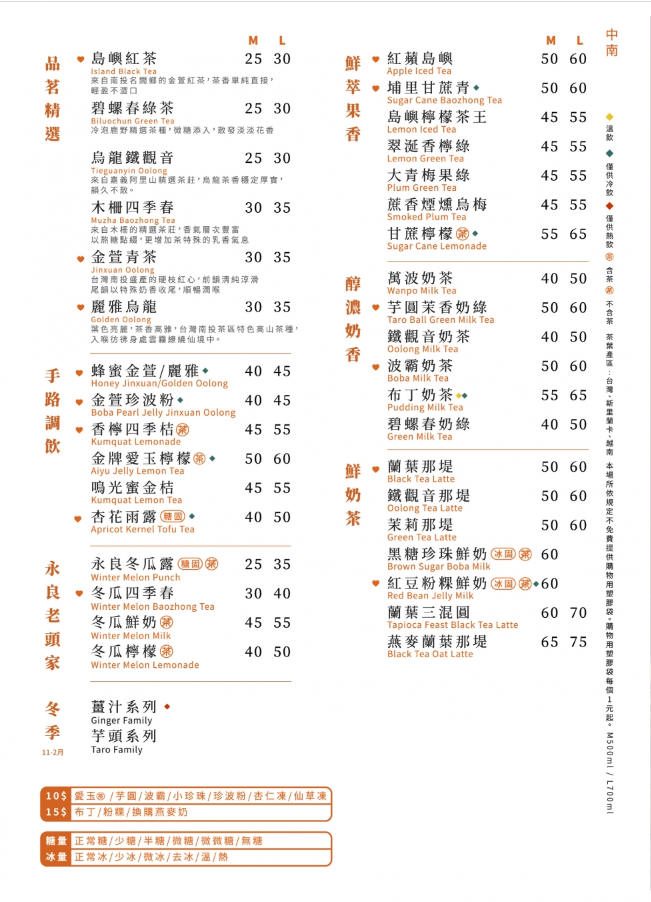 中南
M L
品茗精選
島嶼紅茶 25 30
Island Black Tea
來自南投名間鄉的金萱紅茶，茶香單純直接，
輕盈不澀口
碧螺春綠茶 25 30
Biluochun Green Tea
冷泡鹿野精選茶種，微糖添入，散發淡淡花香
烏龍鐵觀音 25 30
Tieguanyin Oolong
來自嘉義阿里山精選茶莊，烏龍茶香穩定厚實，
韻久不散。
木柵四季春 30 35
Muzha Baozhong Tea
來自木柵的精選茶莊，香氣層次豐富
以熬糖點綴，更增加茶特殊的乳香氣息
金萱青茶 30 35
Jinxuan Oolong
台灣南投盛產的硬枝紅心，前韻清純淳滑
尾韻以特殊奶香收尾，順暢潤喉
麗雅烏龍 30 35
Golden Oolong
葉色亮麗，茶香高雅，台灣南投茶區特色高山茶種，
入喉彷彿身處雲霧繚繞仙境中。
手路調飲
蜂蜜金萱/麗雅 40 45
Honey Jinxuan/Golden Oolong
金萱珍波粉 40 45
Boba Pearl Jelly Jinxuan Oolong
香檸四季桔 茶 45 55
Kumquat Lemonade
金牌愛玉檸檬 茶 50 60
Aiyu Jelly Lemon Tea
鳴光蜜金桔 45 55
Kumquat Lemon Tea
杏花雨露 糖固 40 50
Apricot Kernel Tofu Tea
永良老頭家
永良冬瓜露 糖固 茶 25 35
Winter Melon Punch
冬瓜四季春 30 40
Winter Melon Baozhong Tea
冬瓜鮮奶 茶 45 55
Winter Melon Milk
冬瓜檸檬 茶 40 50
Winter Melon Lemonade
冬季
11-2月
薑汁系列
Ginger Family
芋頭系列
Taro Family
10$ 愛玉 /芋圓/波霸/小珍珠/珍波粉/杏仁凍/仙草凍
15$ 布丁/粉粿/換購燕麥奶
糖量 正常糖/少糖/半糖/微糖/微微糖/無糖
冰量 正常冰/少冰/微冰/去冰/溫/熱
M L
鮮萃果香
紅蘋島嶼 50 60
Apple Iced Tea
埔里甘蔗青 50 60
Sugar Cane Baozhong Tea
島嶼檸檬茶王 45 55
Lemon Iced Tea
翠涎香檸綠 45 55
Lemon Green Tea
大青梅果綠 45 55
Plum Green Tea
蔗香煙燻烏梅 45 55
Smoked Plum Tea
甘蔗檸檬 茶 55 65
Sugar Cane Lemonade
醇濃奶香
萬波奶茶 40 50
Wanpo Milk Tea
芋圓茉香奶綠 50 60
Taro Ball Green Milk Tea
鐵觀音奶茶 40 50
Oolong Milk Tea
波霸奶茶 50 60
Boba Milk Tea
布丁奶茶 55 65
Pudding Milk Tea
碧螺春奶綠 40 50
Green Milk Tea
鮮奶茶
蘭葉那堤 50 60
Black Tea Latte
鐵觀音那堤 50 60
Oolong Tea Latte
茉莉那堤 50 60
Green Tea Latte
黑糖珍珠鮮奶 冰固 茶 60
Brown Sugar Boba Milk
紅豆粉粿鮮奶 冰固 茶 60
Red Bean Jelly Milk
蘭葉三混圓 60 70
Tapioca Feast Black Tea Latte
燕麥蘭葉那堤 65 75
Black Tea Oat Latte
溫飲 僅供冷飲 僅供熱飲 含茶 茶 不含茶 茶葉產區：台灣、斯里蘭卡、越南 本場所依規定不免費提供購物用塑膠袋。購物用塑膠袋每個1元起。 M500ml / L700ml